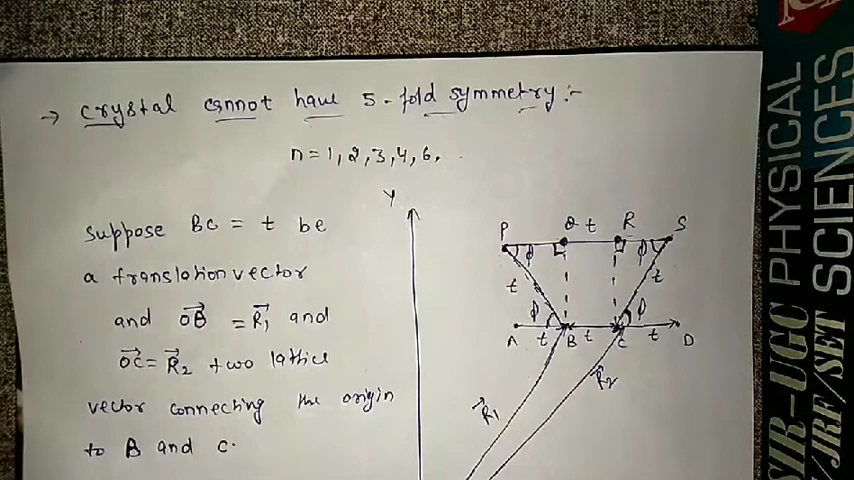 → crystal cannot have 5-fold symmetry :-
n = 1, 2, 3, 4, 6,
suppose BC = t be
a translation vector
and OB = R₁ and
OC = R₂ two lattice
vector connecting the origin
to B and C.
Y
P Q t R S
φ φ
t t
φ φ
A t B t C t D
R₁ R₂
PHYSICAL SCIENCES
SIR-UGC
/JRF/SET